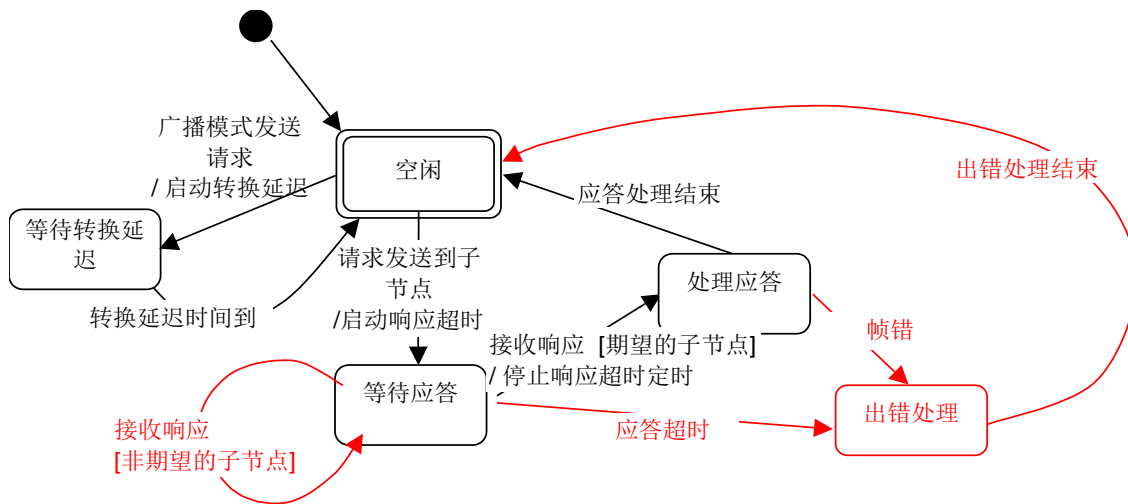 广播模式发送
请求
/ 启动转换延迟
空闲
出错处理结束
应答处理结束
等待转换延
迟
请求发送到子
节点
/启动响应超时
处理应答
转换延迟时间到
接收响应 [期望的子节点]
/ 停止响应超时定时
帧错
等待应答
出错处理
应答超时
接收响应
[非期望的子节点]